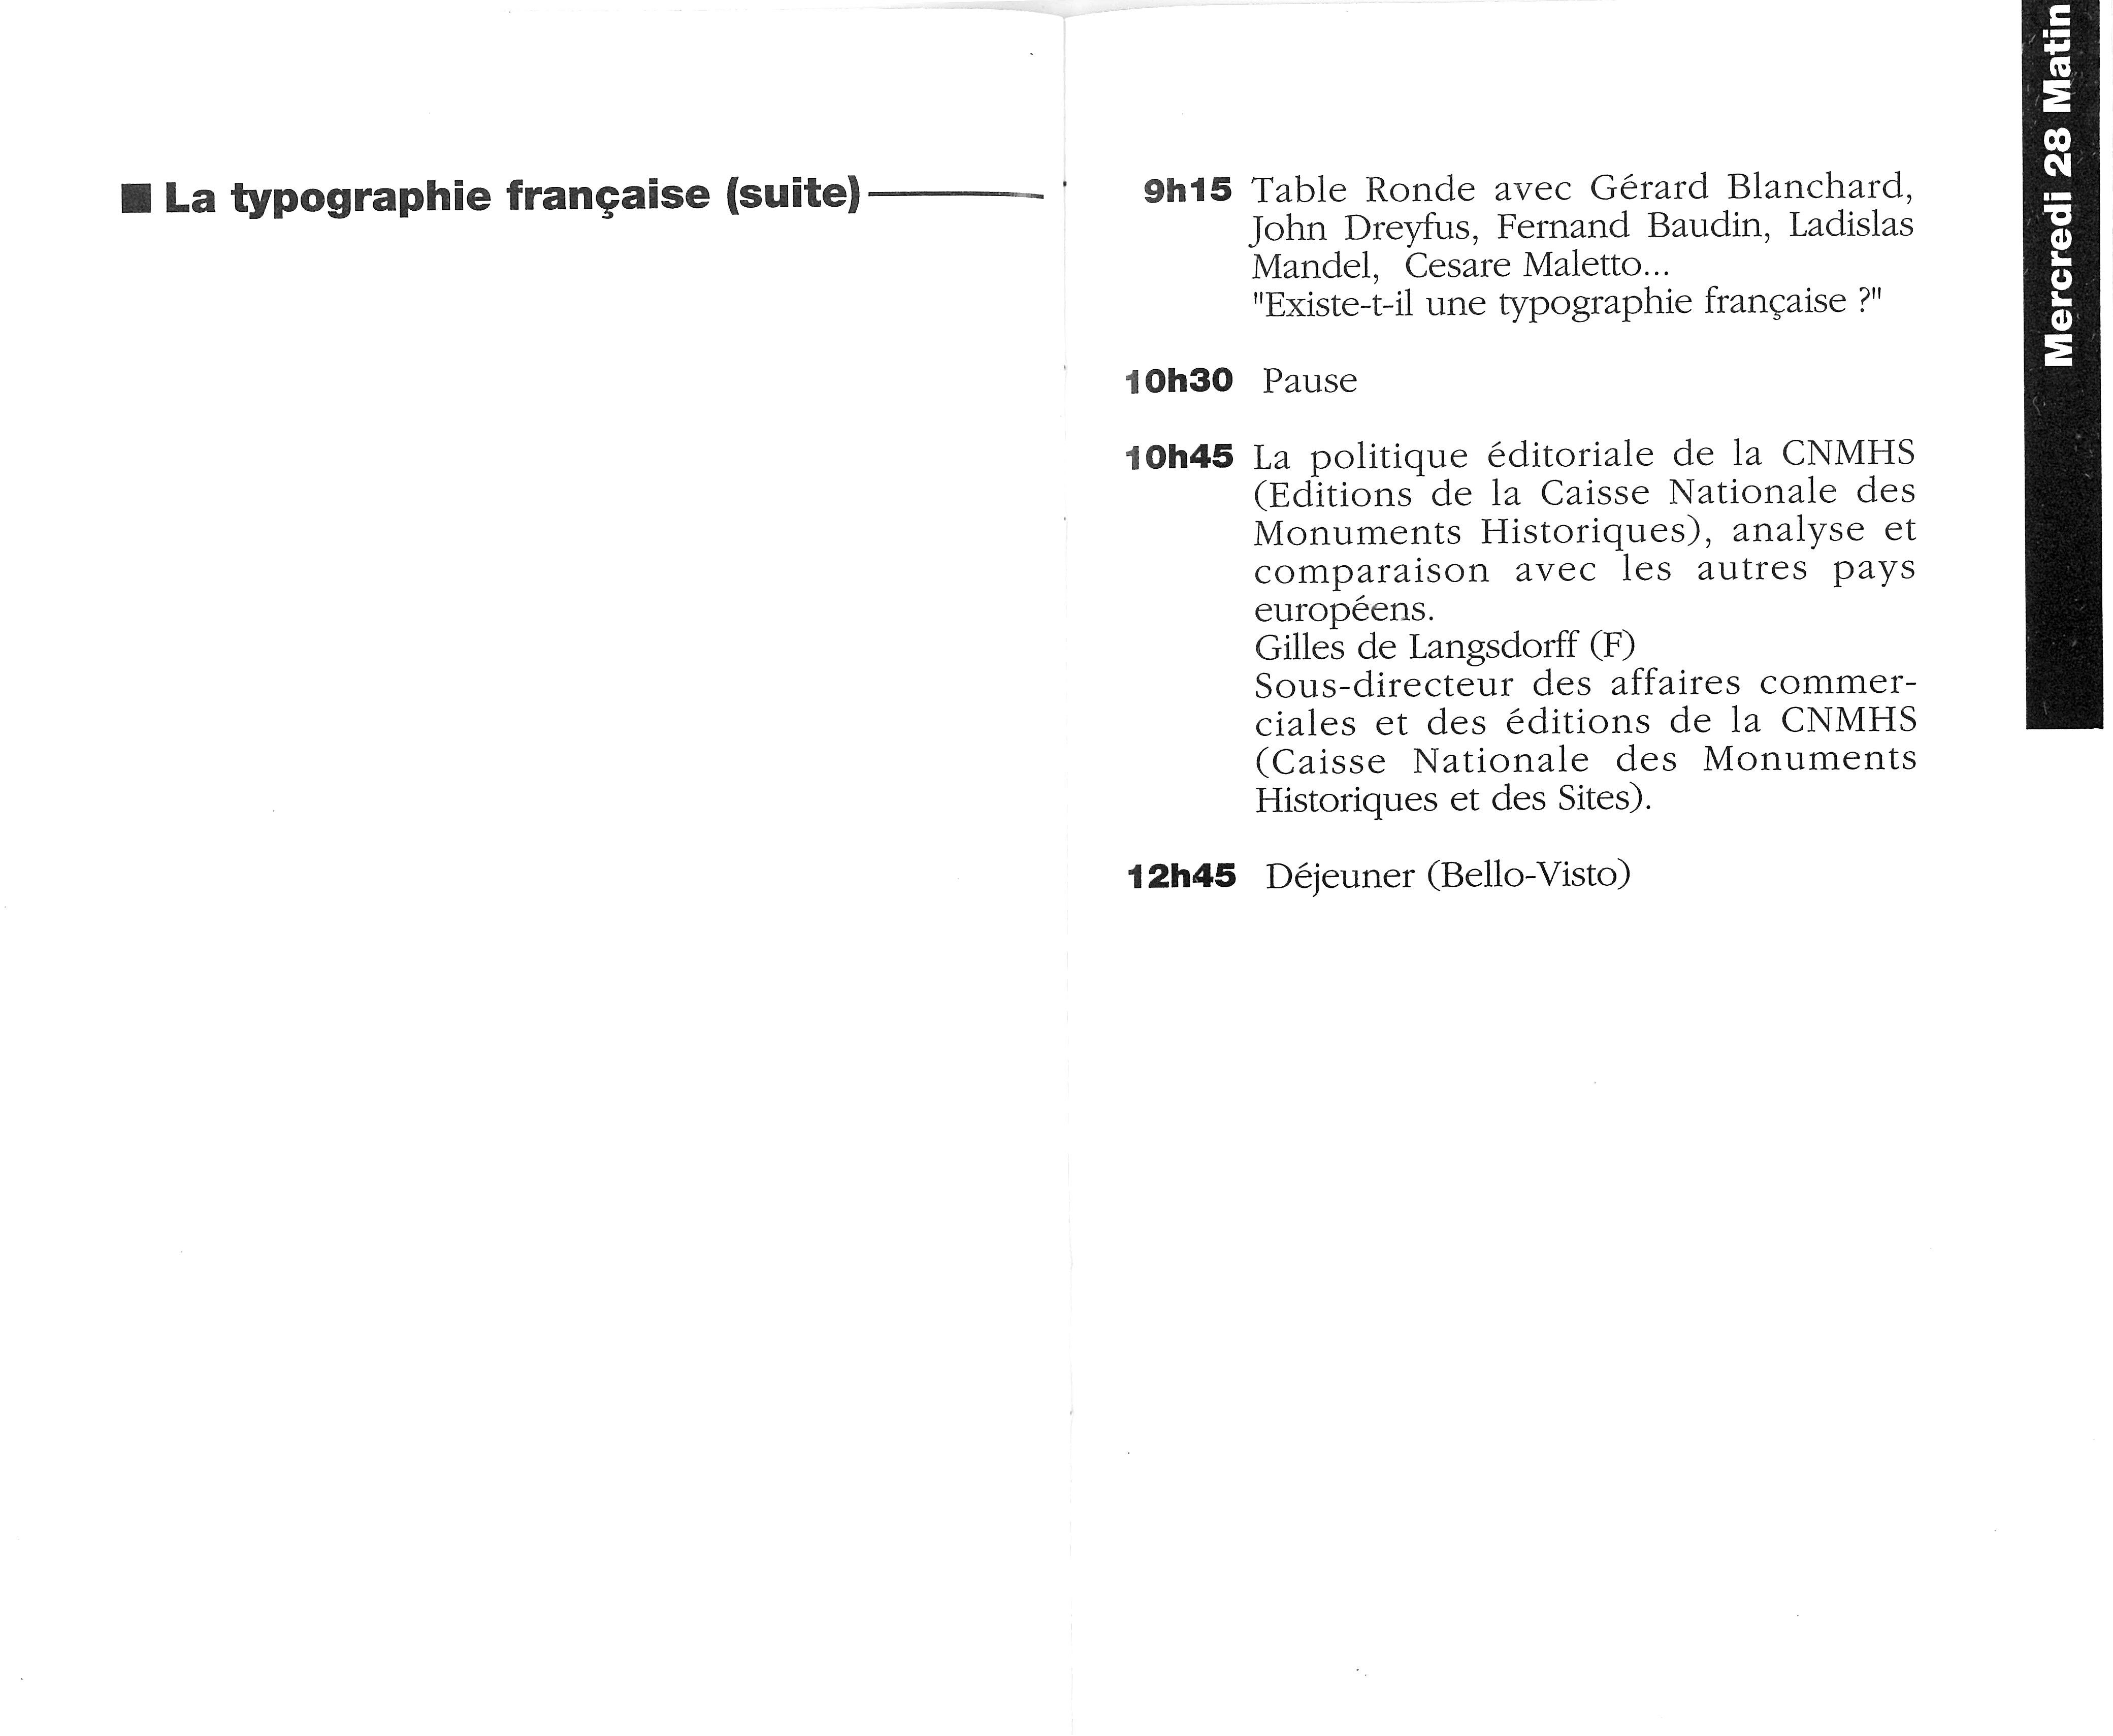 ■ La typographie française (suite)
9h15 Table Ronde avec Gérard Blanchard,
John Dreyfus, Fernand Baudin, Ladislas
Mandel, Cesare Maletto...
"Existe-t-il une typographie française ?"
10h30 Pause
10h45 La politique éditoriale de la CNMHS
(Editions de la Caisse Nationale des
Monuments Historiques), analyse et
comparaison avec les autres pays
européens.
Gilles de Langsdorff (F)
Sous-directeur des affaires commer-
ciales et des éditions de la CNMHS
(Caisse Nationale des Monuments
Historiques et des Sites).
12h45 Déjeuner (Bello-Visto)
Mercredi 28 Matin